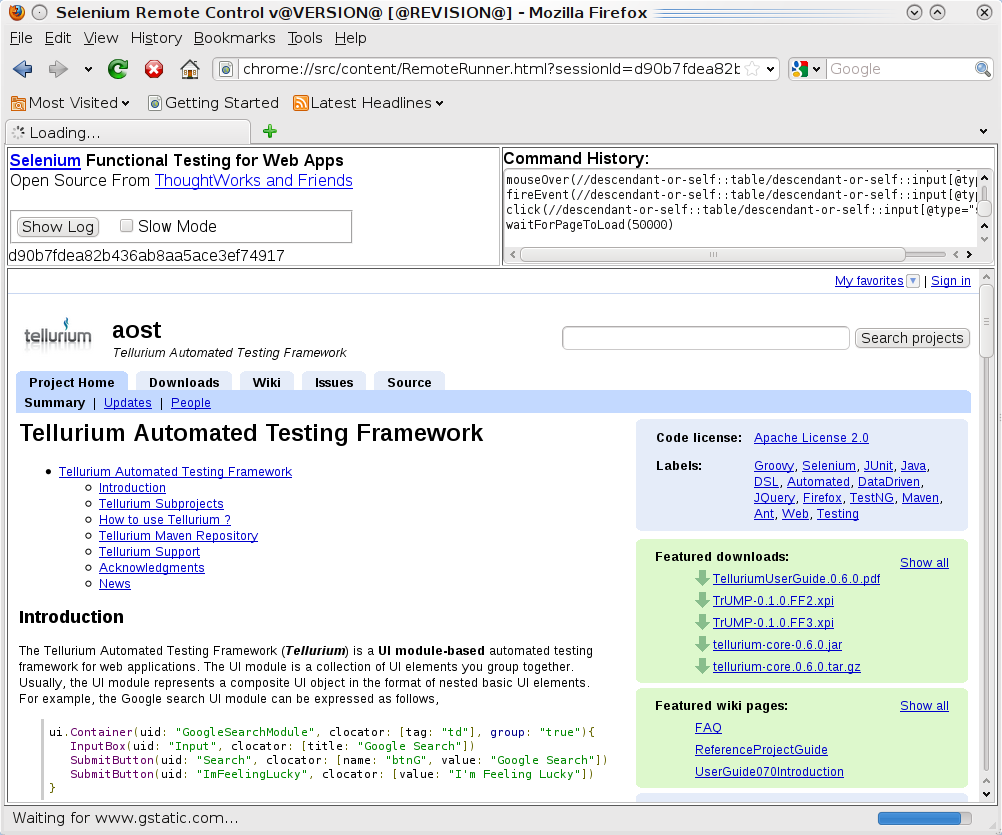 Selenium Remote Control v@VERSION@ [@REVISION@] - Mozilla Firefox
File Edit View History Bookmarks Tools Help
chrome://src/content/RemoteRunner.html?sessionId=d90b7fdea82b
Google
Most Visited Getting Started Latest Headlines
Loading...
Selenium Functional Testing for Web Apps
Open Source From ThoughtWorks and Friends
Show Log Slow Mode
d90b7fdea82b436ab8aa5ace3ef74917
Command History:
mouseOver(//descendant-or-self::table/descendant-or-self::input[@typ
fireEvent(//descendant-or-self::table/descendant-or-self::input[@typ
click(//descendant-or-self::table/descendant-or-self::input[@type="s
waitForPageToLoad(50000)
My favorites | Sign in
tellurium
aost
Tellurium Automated Testing Framework
Search projects
Project Home Downloads Wiki Issues Source
Summary | Updates | People
Tellurium Automated Testing Framework
Tellurium Automated Testing Framework
Introduction
Tellurium Subprojects
How to use Tellurium ?
Tellurium Maven Repository
Tellurium Support
Acknowledgments
News
Introduction
The Tellurium Automated Testing Framework (Tellurium) is a UI module-based automated testing
framework for web applications. The UI module is a collection of UI elements you group together.
Usually, the UI module represents a composite UI object in the format of nested basic UI elements.
For example, the Google search UI module can be expressed as follows,
ui.Container(uid: "GoogleSearchModule", clocator: [tag: "td"], group: "true"){
InputBox(uid: "Input", clocator: [title: "Google Search"])
SubmitButton(uid: "Search", clocator: [name: "btnG", value: "Google Search"])
SubmitButton(uid: "ImFeelingLucky", clocator: [value: "I'm Feeling Lucky"])
}
Code license: Apache License 2.0
Labels: Groovy, Selenium, JUnit, Java,
DSL, Automated, DataDriven,
JQuery, Firefox, TestNG, Maven,
Ant, Web, Testing
Featured downloads: Show all
TelluriumUserGuide.0.6.0.pdf
TrUMP-0.1.0.FF2.xpi
TrUMP-0.1.0.FF3.xpi
tellurium-core-0.6.0.jar
tellurium-core.0.6.0.tar.gz
Featured wiki pages: Show all
FAQ
ReferenceProjectGuide
UserGuide070Introduction
Waiting for www.gstatic.com...